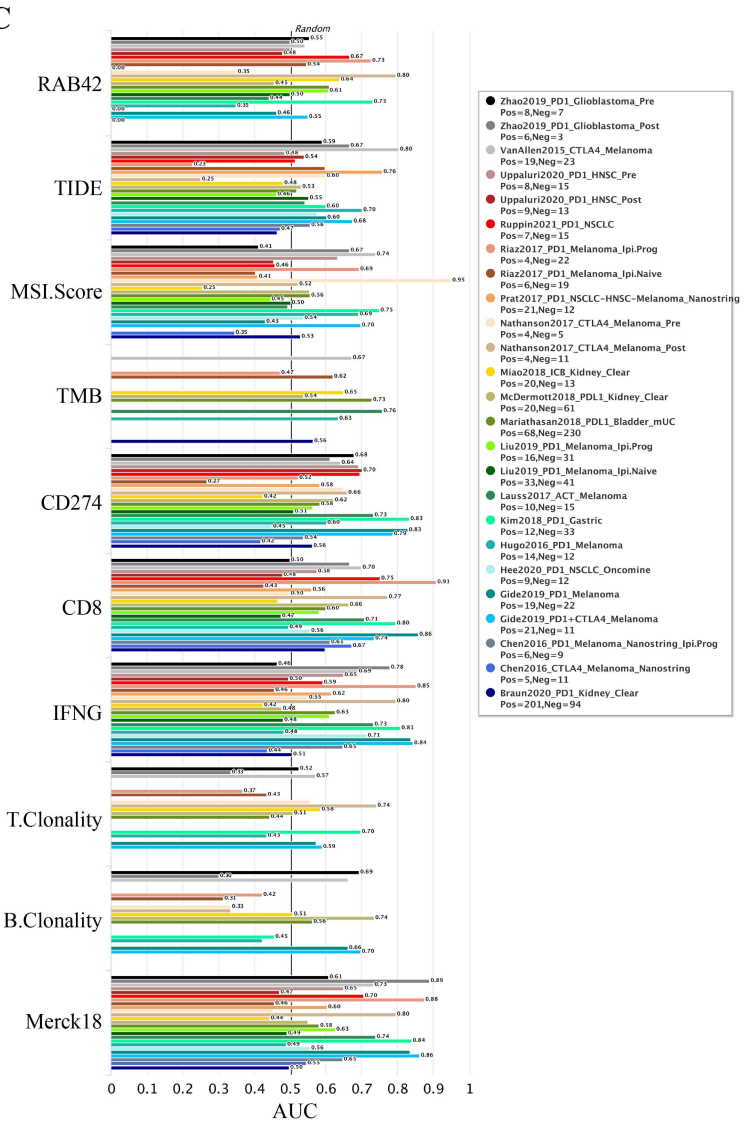 C
Random
RAB42
0.55
0.50
0.48
0.67
0.73
0.54
0.00
0.35
0.80
0.64
0.45
0.61
0.50
0.44
0.73
0.35
0.00
0.46
0.55
0.00
TIDE
0.59
0.67
0.80
0.48
0.54
0.23
0.76
0.60
0.25
0.48
0.53
0.46
0.55
0.60
0.70
0.60
0.68
0.56
0.47
MSI.Score
0.41
0.67
0.74
0.46
0.69
0.41
0.95
0.52
0.25
0.56
0.45
0.50
0.75
0.69
0.54
0.43
0.70
0.35
0.53
TMB
0.67
0.47
0.62
0.65
0.54
0.73
0.76
0.63
0.56
CD274
0.68
0.64
0.70
0.52
0.27
0.58
0.66
0.42
0.62
0.58
0.51
0.73
0.83
0.60
0.45
0.83
0.79
0.54
0.42
0.56
CD8
0.50
0.70
0.58
0.48
0.75
0.91
0.43
0.56
0.50
0.77
0.66
0.60
0.47
0.71
0.80
0.49
0.56
0.86
0.74
0.61
0.67
IFNG
0.46
0.78
0.69
0.65
0.50
0.59
0.85
0.46
0.62
0.55
0.80
0.42
0.48
0.63
0.48
0.73
0.81
0.48
0.71
0.84
0.65
0.44
0.51
T.Clonality
0.52
0.33
0.57
0.37
0.43
0.74
0.58
0.51
0.44
0.70
0.43
0.59
B.Clonality
0.69
0.30
0.42
0.31
0.33
0.51
0.74
0.56
0.45
0.66
0.70
Merck18
0.61
0.89
0.73
0.65
0.47
0.70
0.88
0.46
0.60
0.80
0.44
0.58
0.63
0.49
0.74
0.84
0.49
0.56
0.86
0.65
0.55
0.50
0 0.1 0.2 0.3 0.4 0.5 0.6 0.7 0.8 0.9 1
AUC
Zhao2019_PD1_Glioblastoma_Pre
Pos=8,Neg=7
Zhao2019_PD1_Glioblastoma_Post
Pos=6,Neg=3
VanAllen2015_CTLA4_Melanoma
Pos=19,Neg=23
Uppaluri2020_PD1_HNSC_Pre
Pos=8,Neg=15
Uppaluri2020_PD1_HNSC_Post
Pos=9,Neg=13
Ruppin2021_PD1_NSCLC
Pos=7,Neg=15
Riaz2017_PD1_Melanoma_Ipi.Prog
Pos=4,Neg=22
Riaz2017_PD1_Melanoma_Ipi.Naive
Pos=6,Neg=19
Prat2017_PD1_NSCLC-HNSC-Melanoma_Nanostring
Pos=21,Neg=12
Nathanson2017_CTLA4_Melanoma_Pre
Pos=4,Neg=5
Nathanson2017_CTLA4_Melanoma_Post
Pos=4,Neg=11
Miao2018_ICB_Kidney_Clear
Pos=20,Neg=13
McDermott2018_PDL1_Kidney_Clear
Pos=20,Neg=61
Mariathasan2018_PDL1_Bladder_mUC
Pos=68,Neg=230
Liu2019_PD1_Melanoma_Ipi.Prog
Pos=16,Neg=31
Liu2019_PD1_Melanoma_Ipi.Naive
Pos=33,Neg=41
Lauss2017_ACT_Melanoma
Pos=10,Neg=15
Kim2018_PD1_Gastric
Pos=12,Neg=33
Hugo2016_PD1_Melanoma
Pos=14,Neg=12
Hee2020_PD1_NSCLC_Oncomine
Pos=9,Neg=12
Gide2019_PD1_Melanoma
Pos=19,Neg=22
Gide2019_PD1+CTLA4_Melanoma
Pos=21,Neg=11
Chen2016_PD1_Melanoma_Nanostring_Ipi.Prog
Pos=6,Neg=9
Chen2016_CTLA4_Melanoma_Nanostring
Pos=5,Neg=11
Braun2020_PD1_Kidney_Clear
Pos=201,Neg=94